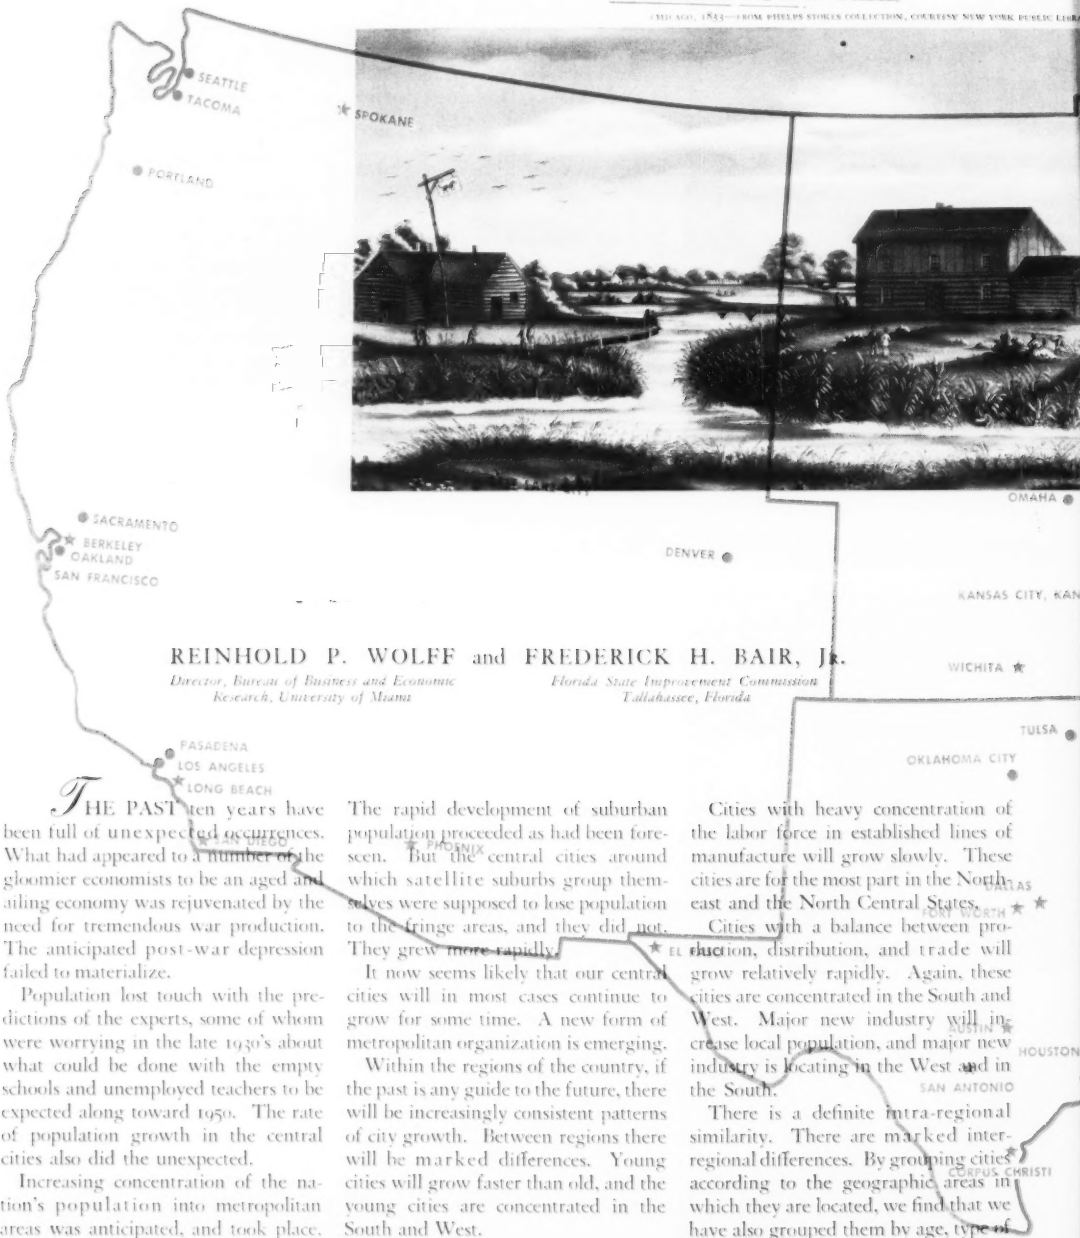 CHICAGO, 1833—FROM PHELPS STOKES COLLECTION, COURTESY NEW YORK PUBLIC
SEATTLE
TACOMA
SPOKANE
PORTLAND
OMAHA
SACRAMENTO
BERKELEY
OAKLAND
SAN FRANCISCO
DENVER
KANSAS CITY, KAN
REINHOLD P. WOLFF and FREDERICK H. BAIR, Jr.
Director, Bureau of Business and Economic
Research, University of Miami
Florida State Improvement Commission
Tallahassee, Florida
WICHITA
TULSA
OKLAHOMA CITY
PASADENA
LOS ANGELES
LONG BEACH
SAN DIEGO
PHOENIX
DALLAS
FORT WORTH
EL PASO
AUSTIN
HOUSTON
SAN ANTONIO
CORPUS CHRISTI
THE PAST ten years have
been full of unexpected occurrences.
What had appeared to a number of the
gloomier economists to be an aged and
ailing economy was rejuvenated by the
need for tremendous war production.
The anticipated post-war depression
failed to materialize.
Population lost touch with the pre-
dictions of the experts, some of whom
were worrying in the late 1930's about
what could be done with the empty
schools and unemployed teachers to be
expected along toward 1950. The rate
of population growth in the central
cities also did the unexpected.
Increasing concentration of the na-
tion's population into metropolitan
areas was anticipated, and took place.
The rapid development of suburban
population proceeded as had been fore-
seen. But the central cities around
which satellite suburbs group them-
selves were supposed to lose population
to the fringe areas, and they did not.
They grew more rapidly.
It now seems likely that our central
cities will in most cases continue to
grow for some time. A new form of
metropolitan organization is emerging.
Within the regions of the country, if
the past is any guide to the future, there
will be increasingly consistent patterns
of city growth. Between regions there
will be marked differences. Young
cities will grow faster than old, and the
young cities are concentrated in the
South and West.
Cities with heavy concentration of
the labor force in established lines of
manufacture will grow slowly. These
cities are for the most part in the North-
east and the North Central States.
Cities with a balance between pro-
duction, distribution, and trade will
grow relatively rapidly. Again, these
cities are concentrated in the South and
West. Major new industry will in-
crease local population, and major new
industry is locating in the West and in
the South.
There is a definite intra-regional
similarity. There are marked inter-
regional differences. By grouping cities
according to the geographic areas in
which they are located, we find that we
have also grouped them by age, type of